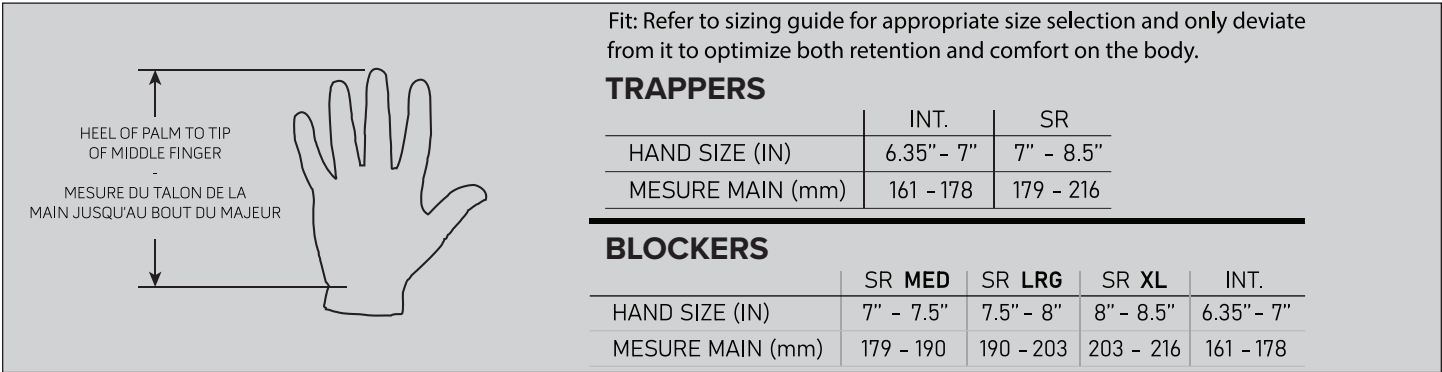 Fit: Refer to sizing guide for appropriate size selection and only deviate
from it to optimize both retention and comfort on the body.
HEEL OF PALM TO TIP
OF MIDDLE FINGER
-
MESURE DU TALON DE LA
MAIN JUSQU'AU BOUT DU MAJEUR
TRAPPERS
INT. SR
HAND SIZE (IN) 6.35”- 7” 7” - 8.5”
MESURE MAIN (mm) 161 - 178 179 - 216
BLOCKERS
SR MED SR LRG SR XL INT.
HAND SIZE (IN) 7” - 7.5” 7.5”- 8” 8”- 8.5” 6.35”- 7”
MESURE MAIN (mm) 179 - 190 190 - 203 203 - 216 161 - 178